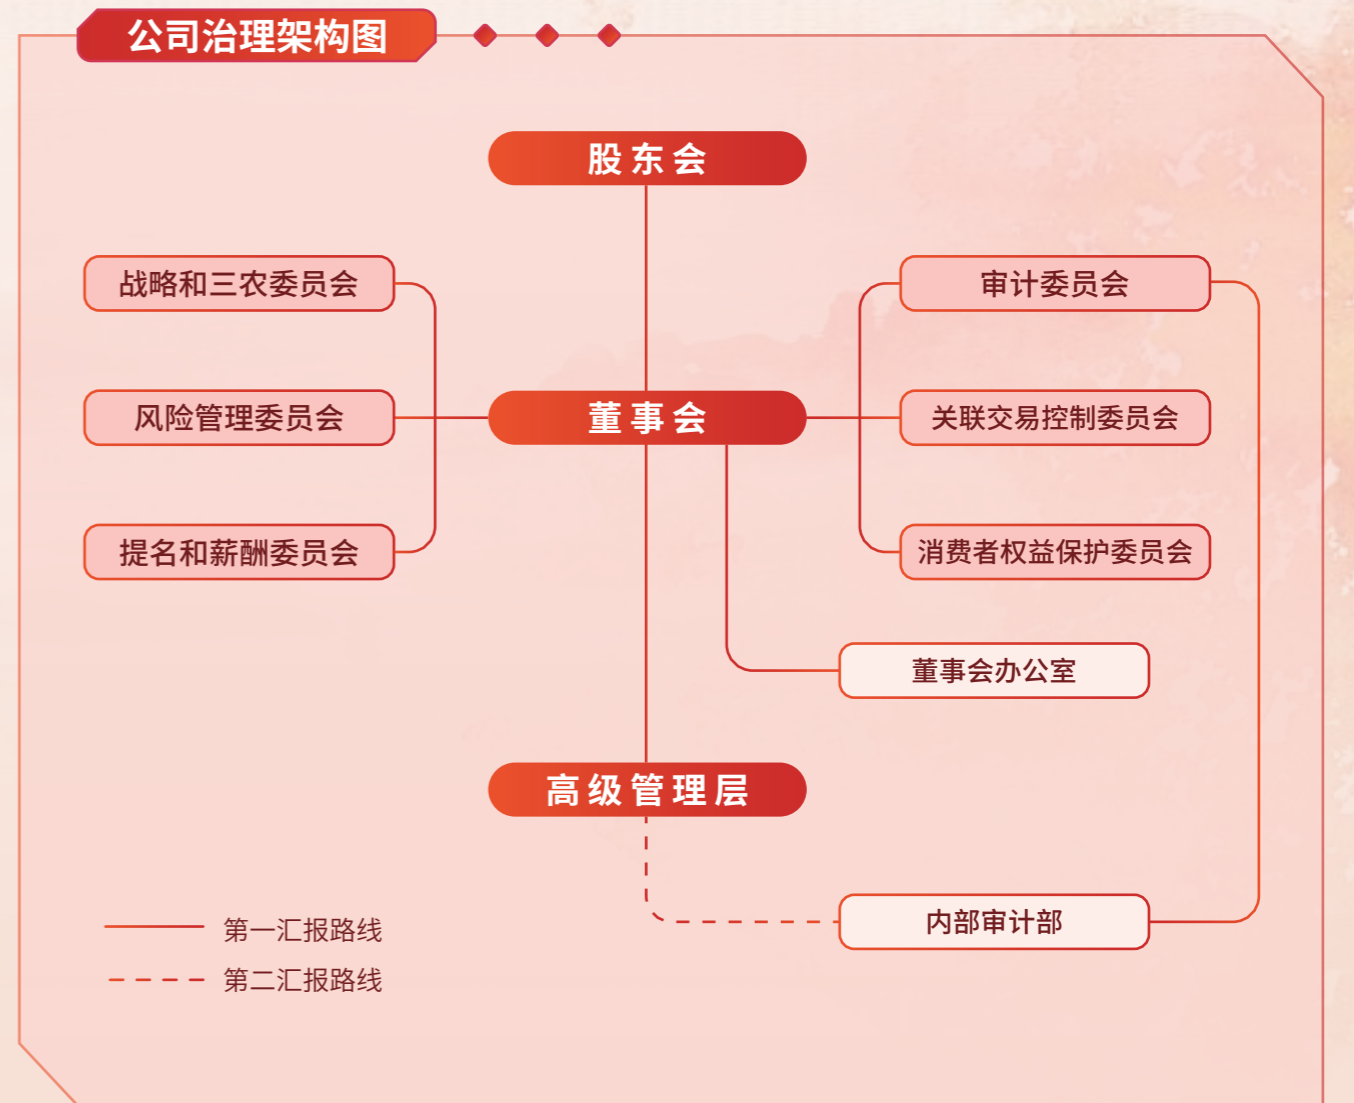 公司治理架构图
股东会
战略和三农委员会
审计委员会
风险管理委员会
董事会
关联交易控制委员会
提名和薪酬委员会
消费者权益保护委员会
董事会办公室
高级管理层
内部审计部
第一汇报路线
第二汇报路线